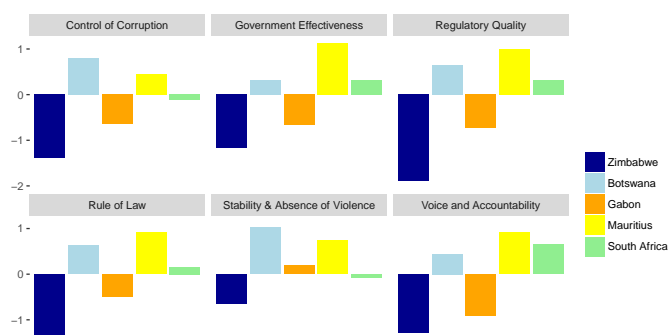 Control of Corruption
Government Effectiveness
Regulatory Quality
1
0
−1
−2
Rule of Law
Stability & Absence of Violence
Voice and Accountability
1
0
−1
Zimbabwe
Botswana
Gabon
Mauritius
South Africa